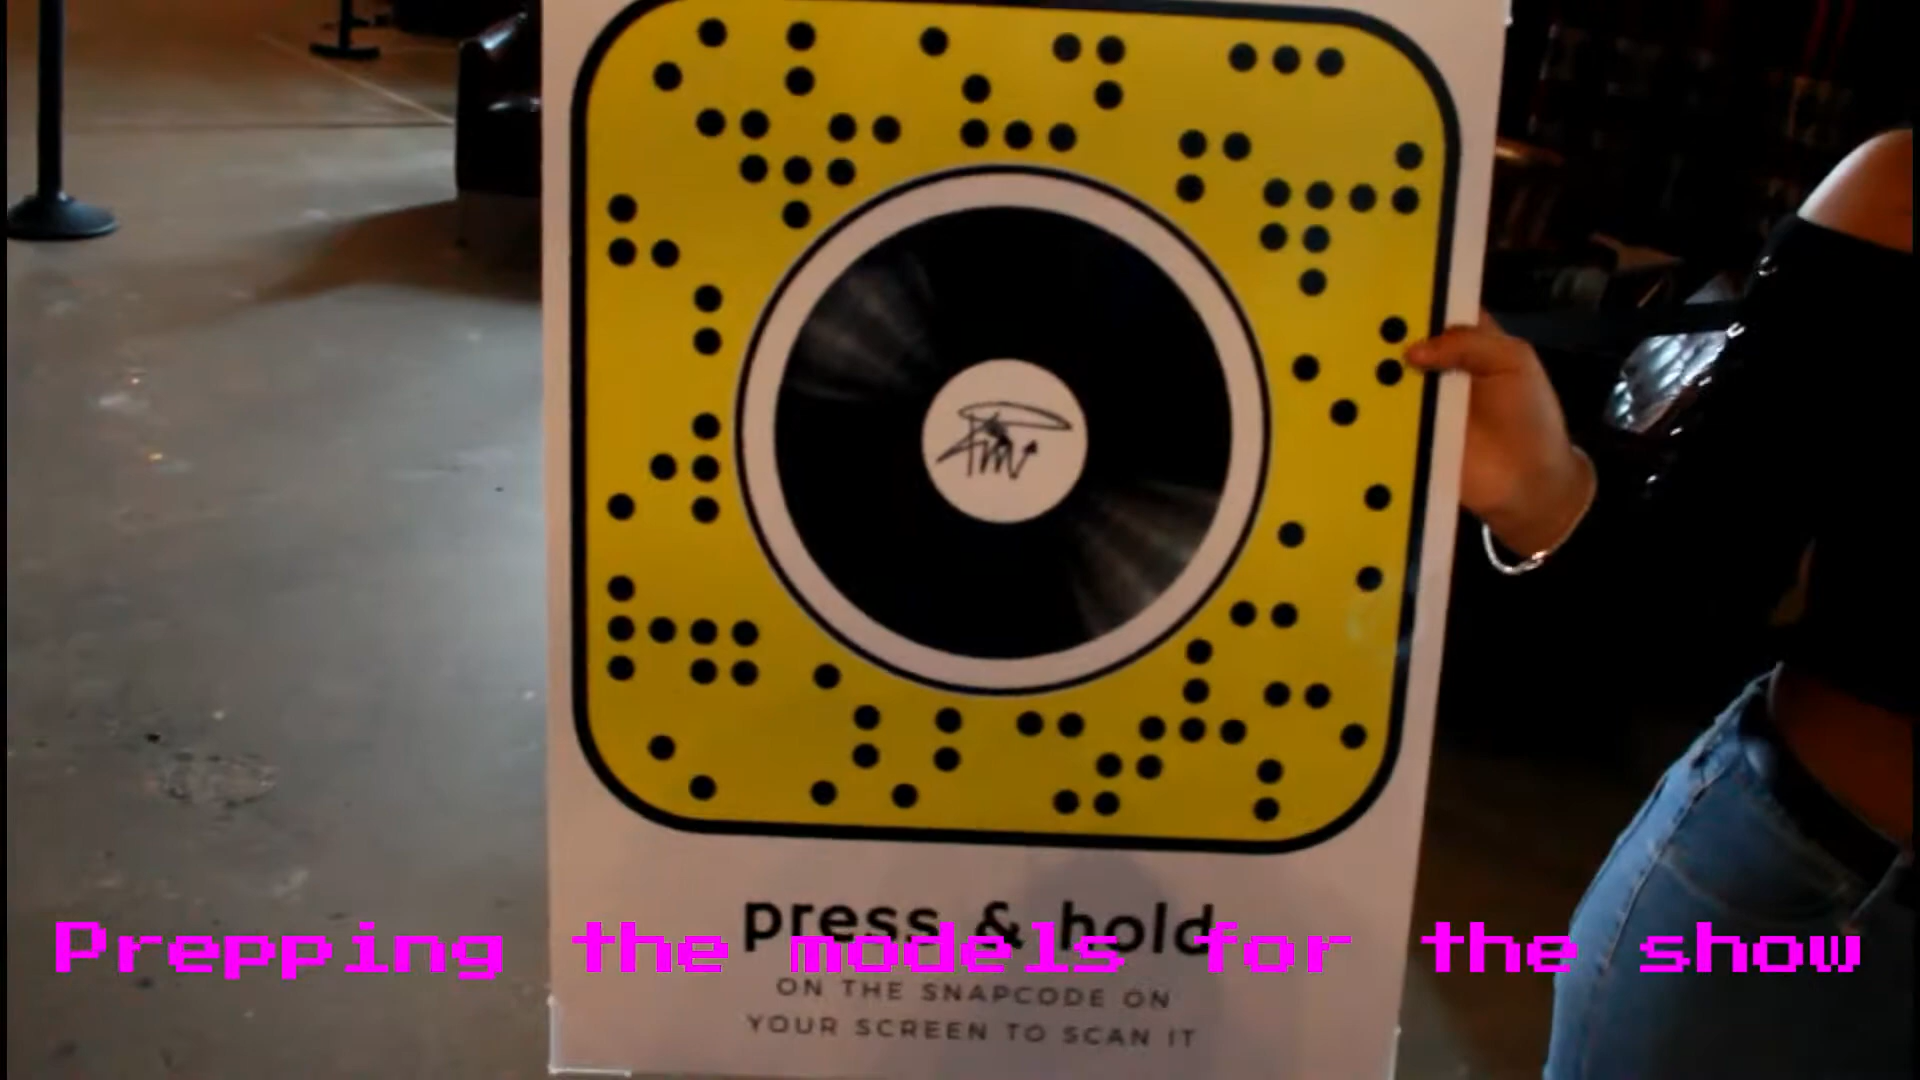 press & hold
Prepping the models for the show
ON THE SNAPCODE ON
YOUR SCREEN TO SCAN IT